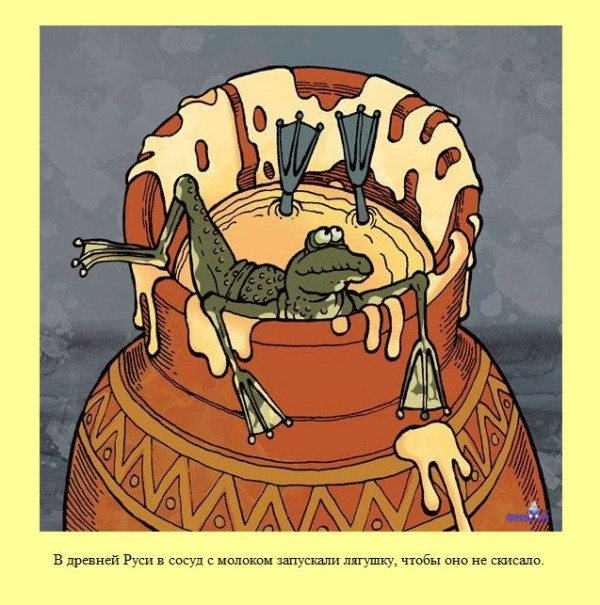 В древней Руси в сосуд с молоком запускали лягушку, чтобы оно не скисало.